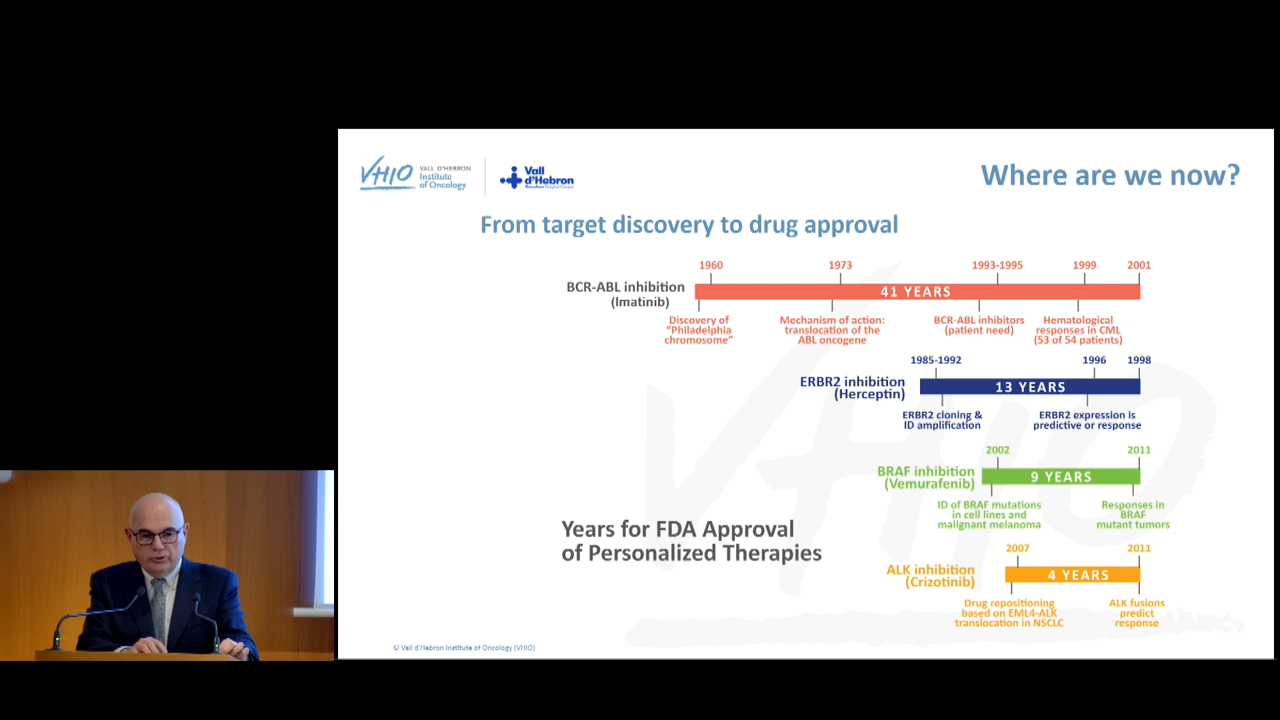 VHIO
VALL D'HEBRON
Institute
of Oncology
Vall
d'Hebron
Where are we now?
From target discovery to drug approval
1960
1973
1993-1995
1999
2001
BCR-ABL inhibition
(Imatinib)
41 YEARS
Discovery of
"Philadelphia
chromosome"
Mechanism of action:
translocation of the
ABL oncogene
BCR-ABL inhibitors
(patient need)
Hematological
responses in CML
(53 of 54 patients)
1985-1992
1996
1998
ERBR2 inhibition
(Herceptin)
13 YEARS
ERBR2 cloning &
ID amplification
ERBR2 expression is
predictive or response
2002
2011
BRAF inhibition
(Vemurafenib)
9 YEARS
ID of BRAF mutations
in cell lines and
malignant melanoma
Responses in
BRAF
mutant tumors
Years for FDA Approval
of Personalized Therapies
2007
2011
ALK inhibition
(Crizotinib)
4 YEARS
Drug repositioning
based on EML4-ALK
translocation in NSCLC
ALK fusions
predict
response
© Vall d'Hebron Institute of Oncology (VHIO)